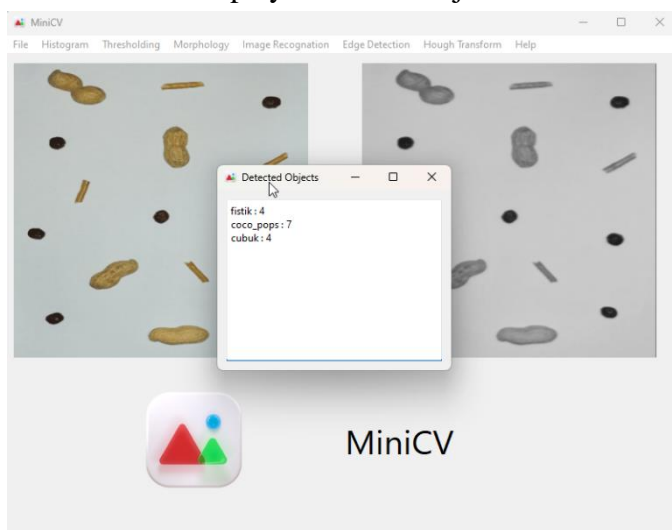 MiniCV
File Histogram Thresholding Morphology Image Recognation Edge Detection Hough Transform Help
Detected Objects
fistik : 4
coco_pops : 7
cubuk : 4
MiniCV